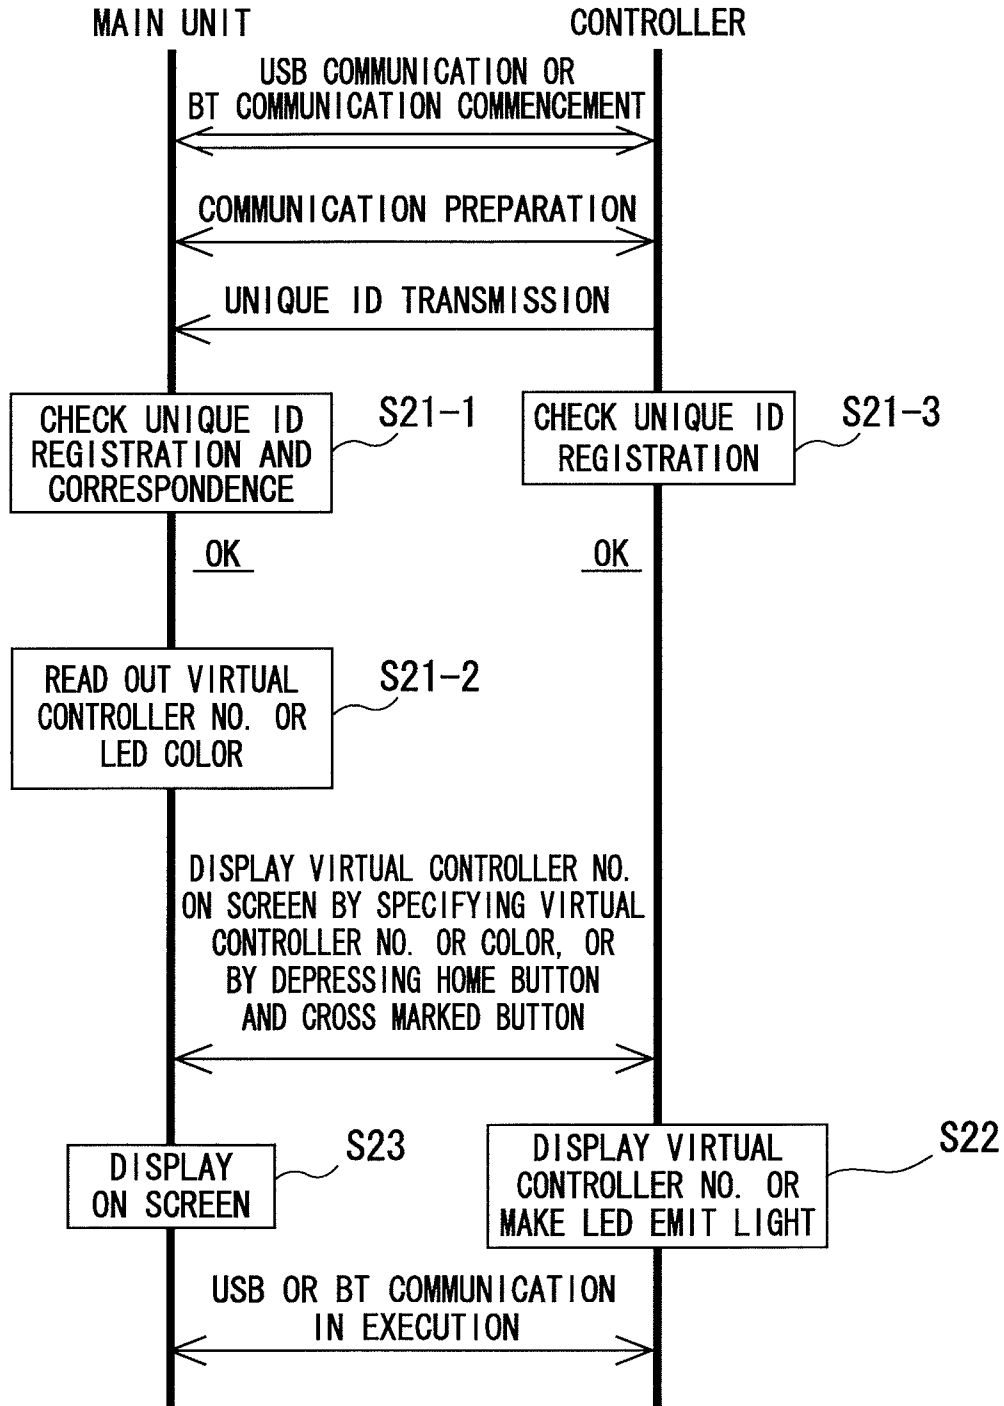 MAIN UNIT
CONTROLLER
USB COMMUNICATION OR
BT COMMUNICATION COMMENCEMENT
COMMUNICATION PREPARATION
UNIQUE ID TRANSMISSION
CHECK UNIQUE ID
REGISTRATION AND
CORRESPONDENCE
S21-1
CHECK UNIQUE ID
REGISTRATION
S21-3
OK
OK
READ OUT VIRTUAL
CONTROLLER NO. OR
LED COLOR
S21-2
DISPLAY VIRTUAL CONTROLLER NO.
ON SCREEN BY SPECIFYING VIRTUAL
CONTROLLER NO. OR COLOR, OR
BY DEPRESSING HOME BUTTON
AND CROSS MARKED BUTTON
DISPLAY
ON SCREEN
S23
DISPLAY VIRTUAL
CONTROLLER NO. OR
MAKE LED EMIT LIGHT
S22
USB OR BT COMMUNICATION
IN EXECUTION